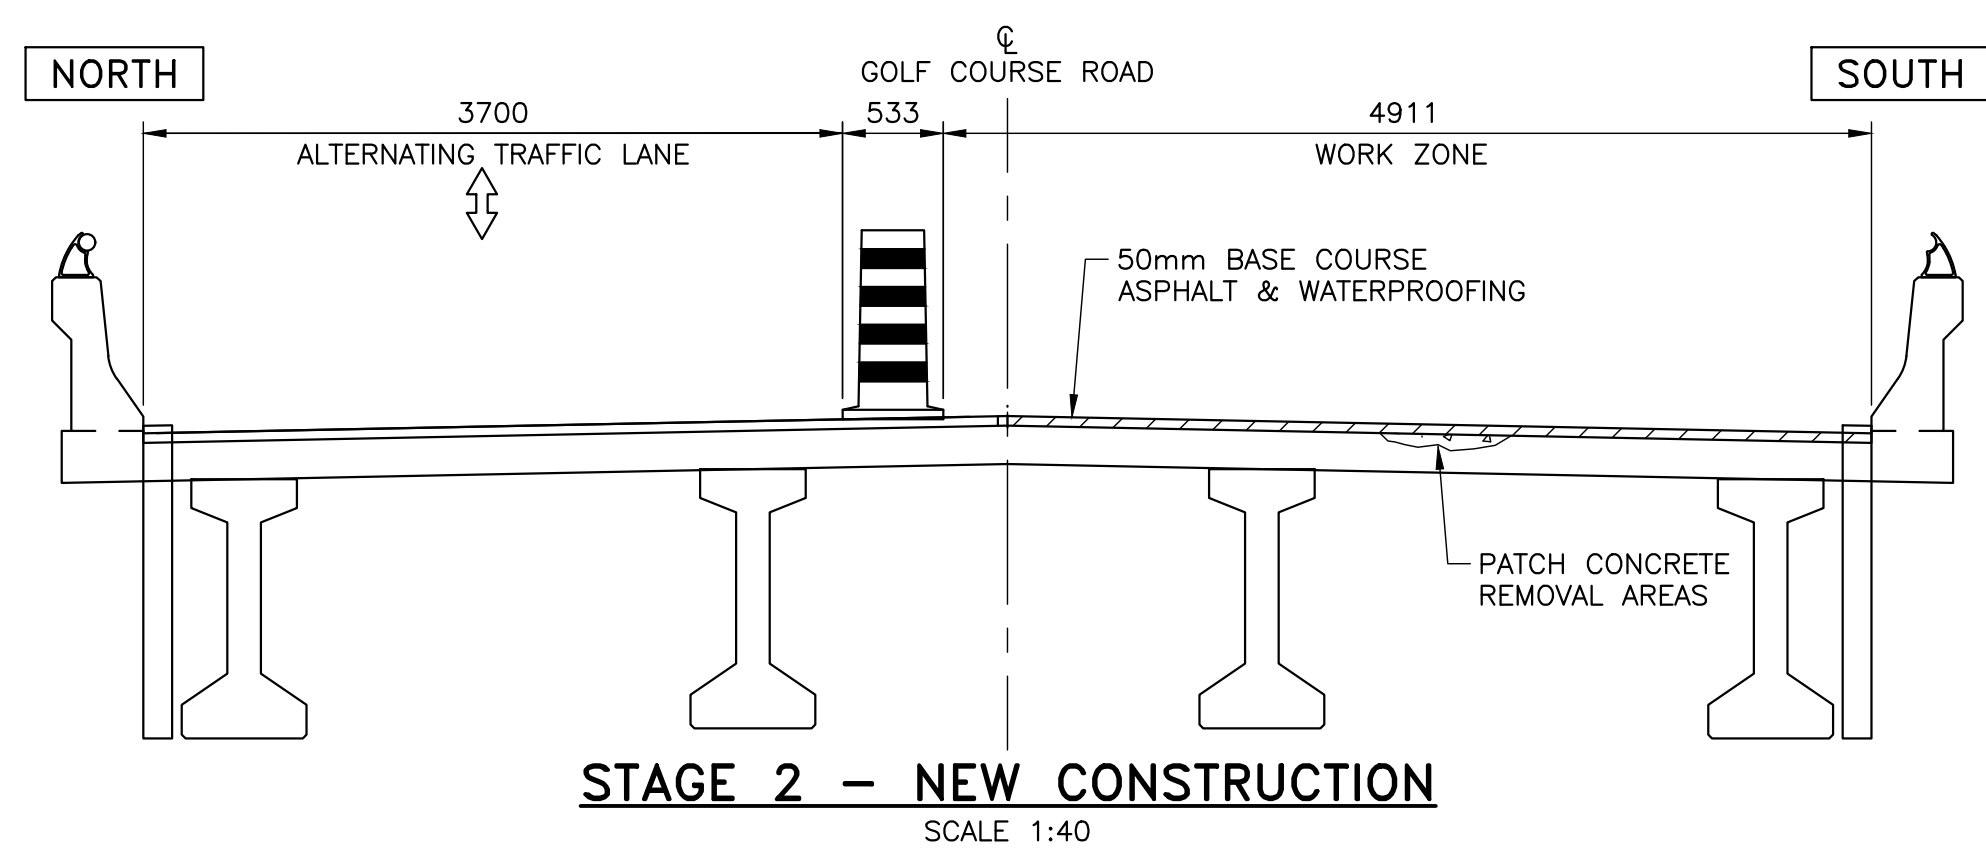 NORTH
℄
GOLF COURSE ROAD
SOUTH
3700
533
4911
ALTERNATING TRAFFIC LANE
WORK ZONE
50mm BASE COURSE
ASPHALT & WATERPROOFING
PATCH CONCRETE
REMOVAL AREAS
STAGE 2 – NEW CONSTRUCTION
SCALE 1:40